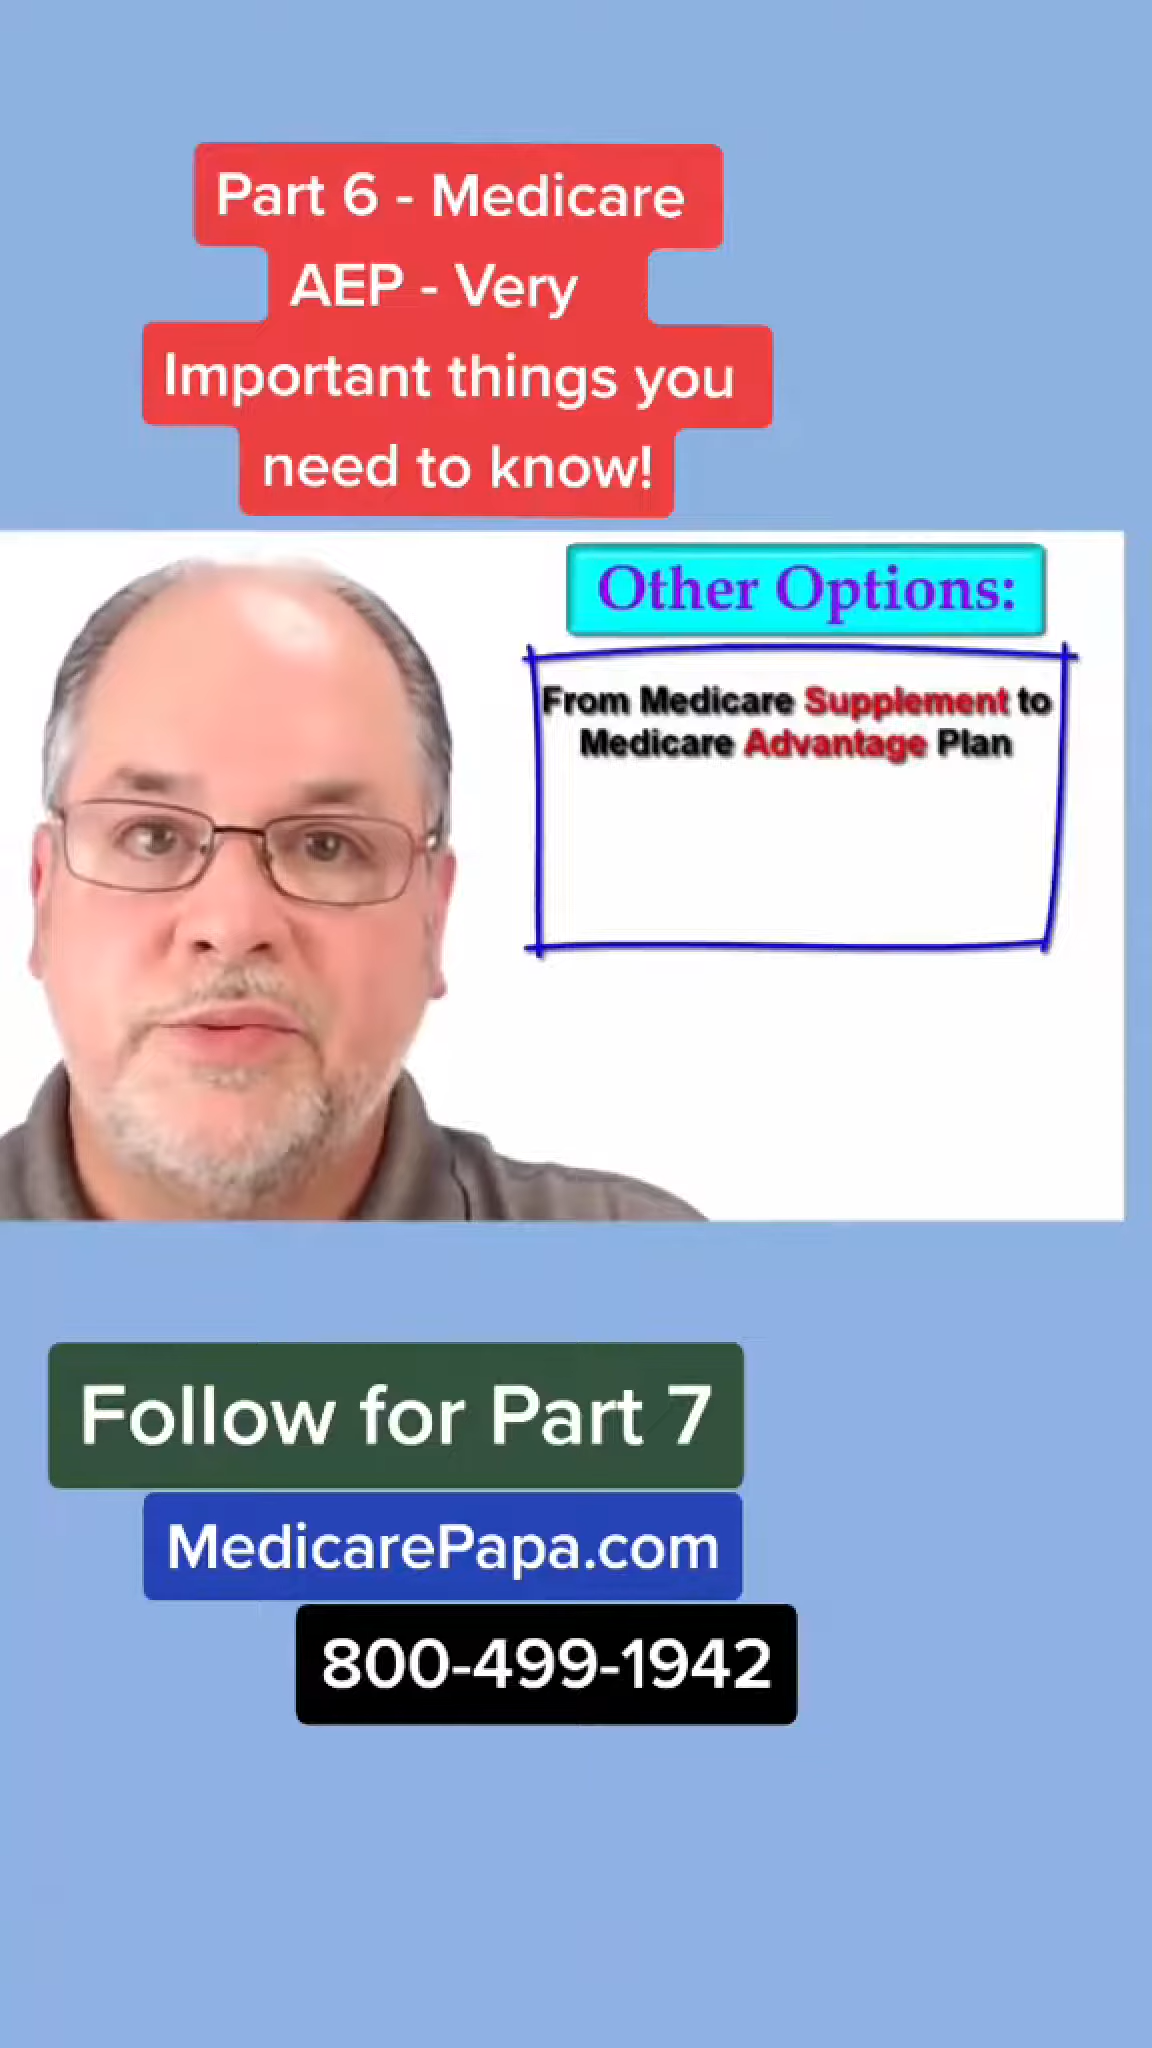 Part 6 - Medicare
AEP - Very
Important things you
need to know!
Other Options:
From Medicare Supplement to
Medicare Advantage Plan
Follow for Part 7
MedicarePapa.com
800-499-1942